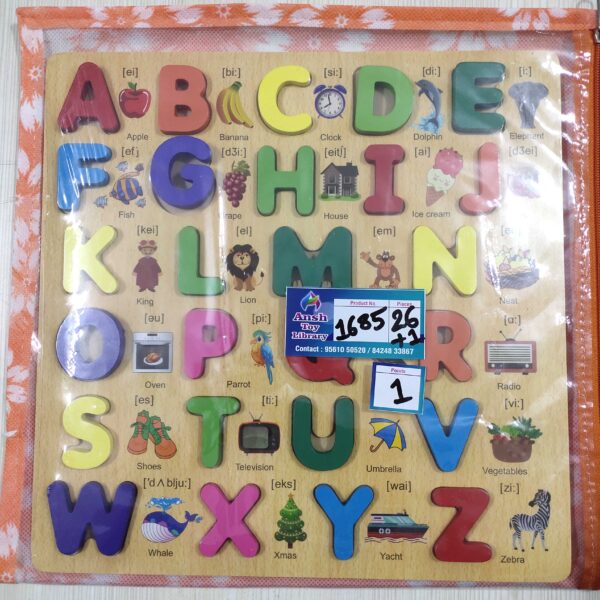 A [ei] B [bi:] C [si:] D [di:] E [i:]
Apple Banana Clock Dolphin Elephant
F [ef] G [dʒi:] H [eitʃ] I [ai] J [dʒei]
Fish House Ice cream
K [kei] L [el] M [em] N
King Lion Nest
O [əu] P [pi:] R [ɑ:]
Oven Parrot Radio
Ansh
Toy
Library
Contact : 95610 50520 / 84248 33867
Product No.
1685
Pieces
26
+1
Points
1
S [es] T [ti:] U V [vi:]
Shoes Television Umbrella Vegetables
W ['dʌblju:] X [eks] Y [wai] Z [zi:]
Whale Xmas Yacht Zebra